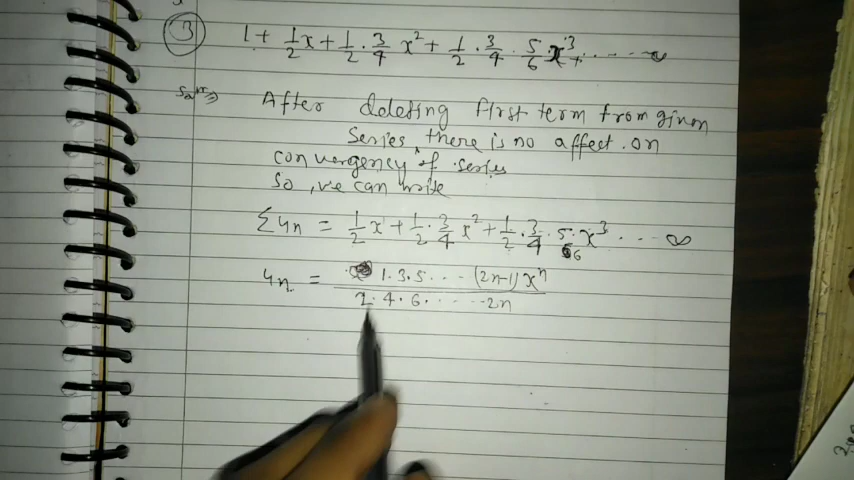 3 1 + 1/2 x + 1/2 · 3/4 x² + 1/2 · 3/4 · 5/6 x³ + · · · · · ∞
After deleting first term from given
series, there is no affect on
convergency of series
so, we can write
Σ un = 1/2 x + 1/2 · 3/4 x² + 1/2 · 3/4 · 5/6 x³ · · · · ∞
un = 1·3·5 · · · (2n-1) xⁿ / 2·4·6 · · · · · 2n